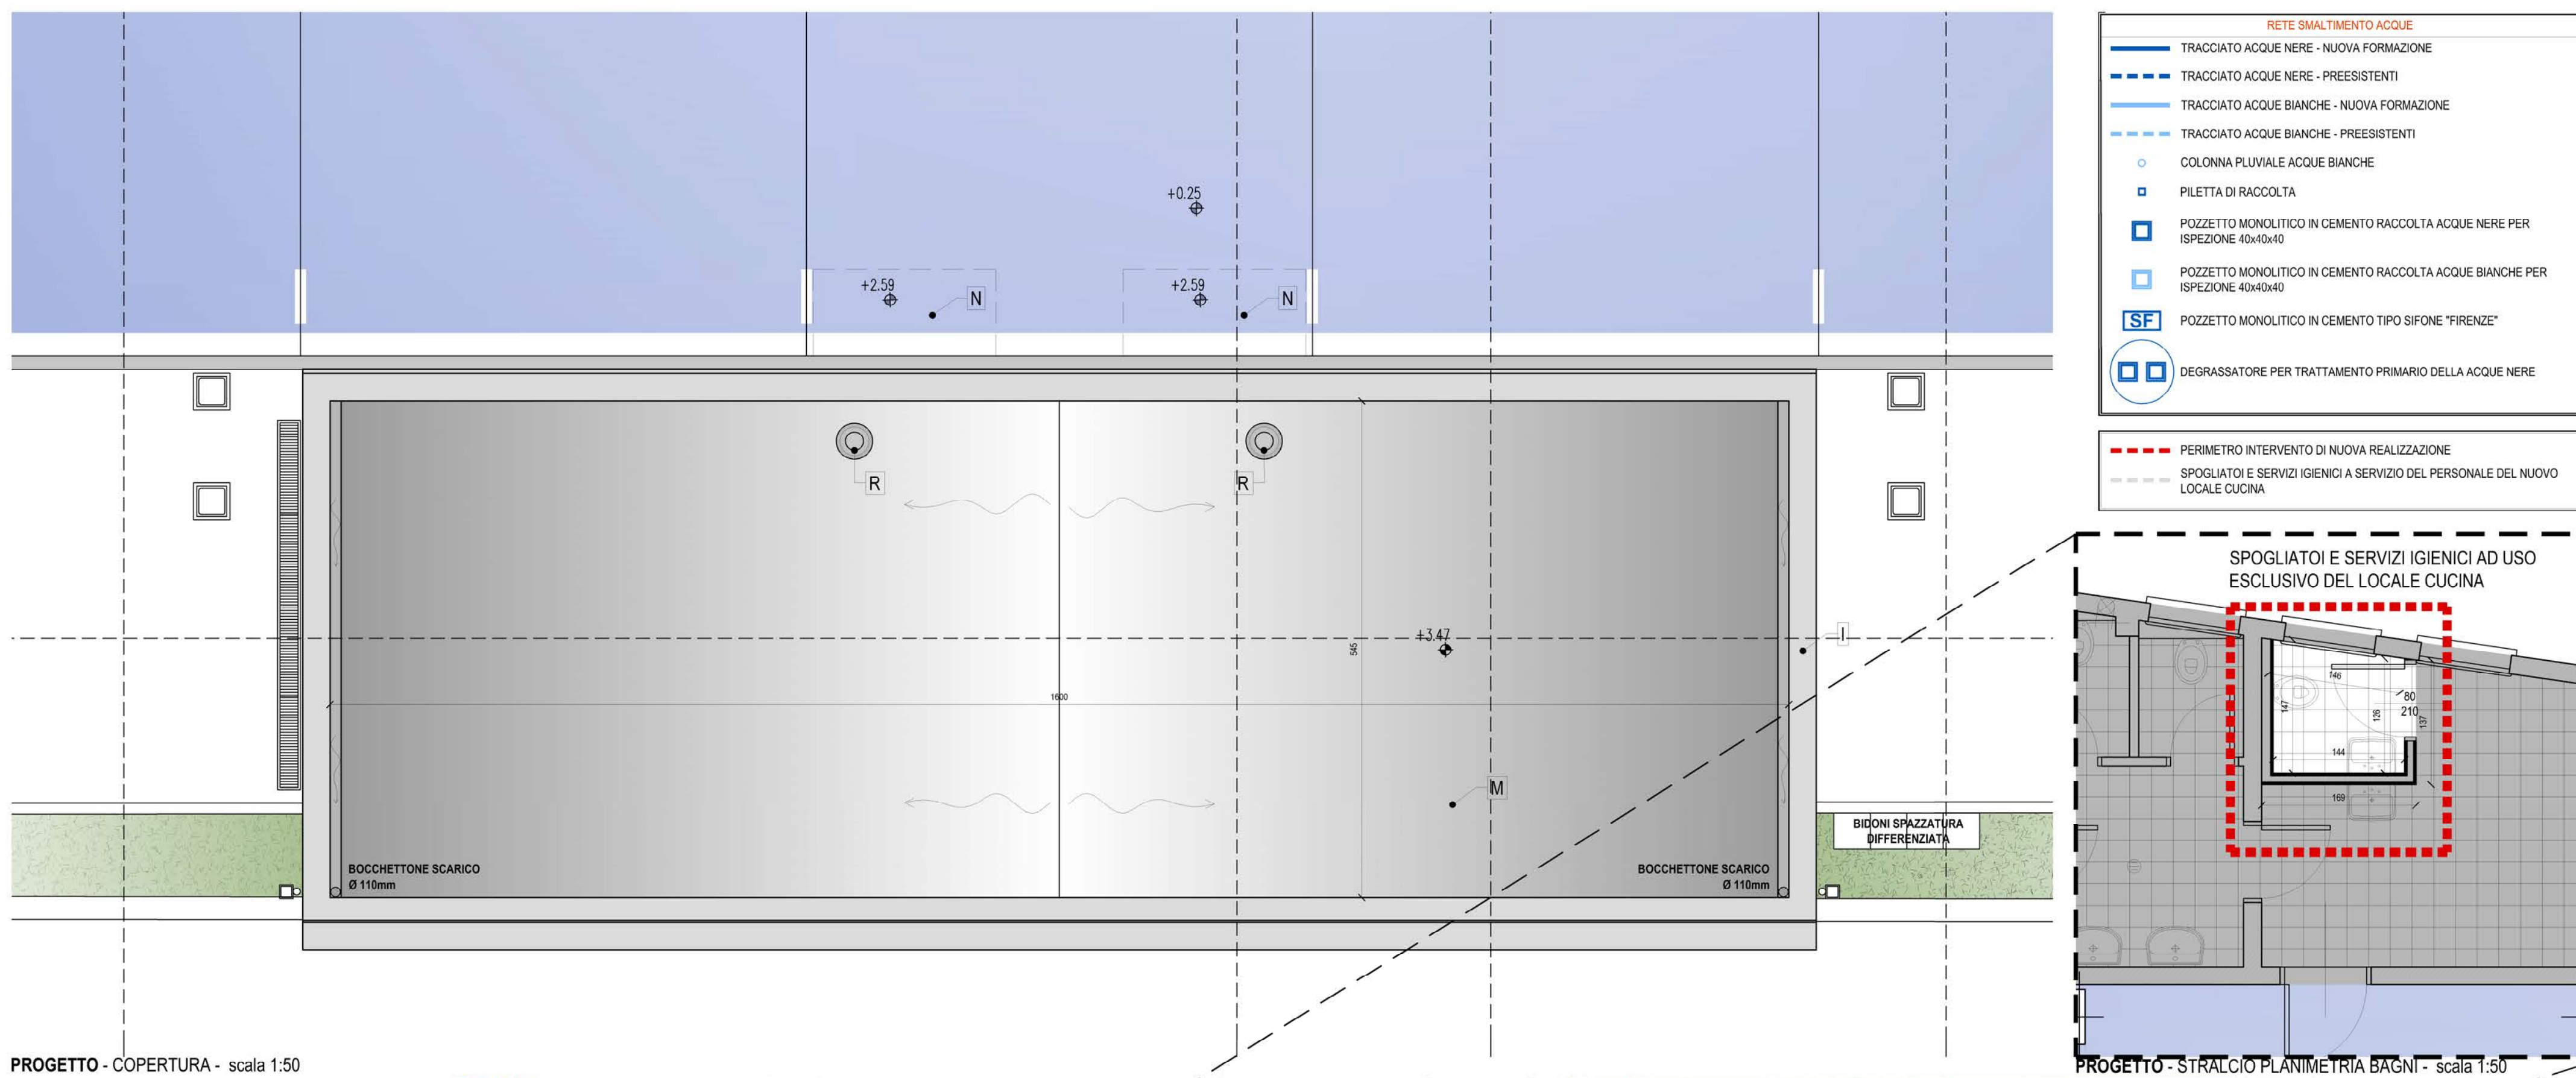 +0.25
+2.59
N
+2.59
N
R
R
+3.47
I
545
1600
M
BIDONI SPAZZATURA
DIFFERENZIATA
BOCCHETTONE SCARICO
Ø 110mm
BOCCHETTONE SCARICO
Ø 110mm
PROGETTO - COPERTURA - scala 1:50
RETE SMALTIMENTO ACQUE
TRACCIATO ACQUE NERE - NUOVA FORMAZIONE
TRACCIATO ACQUE NERE - PREESISTENTI
TRACCIATO ACQUE BIANCHE - NUOVA FORMAZIONE
TRACCIATO ACQUE BIANCHE - PREESISTENTI
COLONNA PLUVIALE ACQUE BIANCHE
PILETTA DI RACCOLTA
POZZETTO MONOLITICO IN CEMENTO RACCOLTA ACQUE NERE PER
ISPEZIONE 40x40x40
POZZETTO MONOLITICO IN CEMENTO RACCOLTA ACQUE BIANCHE PER
ISPEZIONE 40x40x40
SF POZZETTO MONOLITICO IN CEMENTO TIPO SIFONE "FIRENZE"
DEGRASSATORE PER TRATTAMENTO PRIMARIO DELLA ACQUE NERE
PERIMETRO INTERVENTO DI NUOVA REALIZZAZIONE
SPOGLIATOI E SERVIZI IGIENICI A SERVIZIO DEL PERSONALE DEL NUOVO
LOCALE CUCINA
SPOGLIATOI E SERVIZI IGIENICI AD USO
ESCLUSIVO DEL LOCALE CUCINA
146
80
210
147
126
137
144
169
PROGETTO - STRALCIO PLANIMETRIA BAGNI - scala 1:50